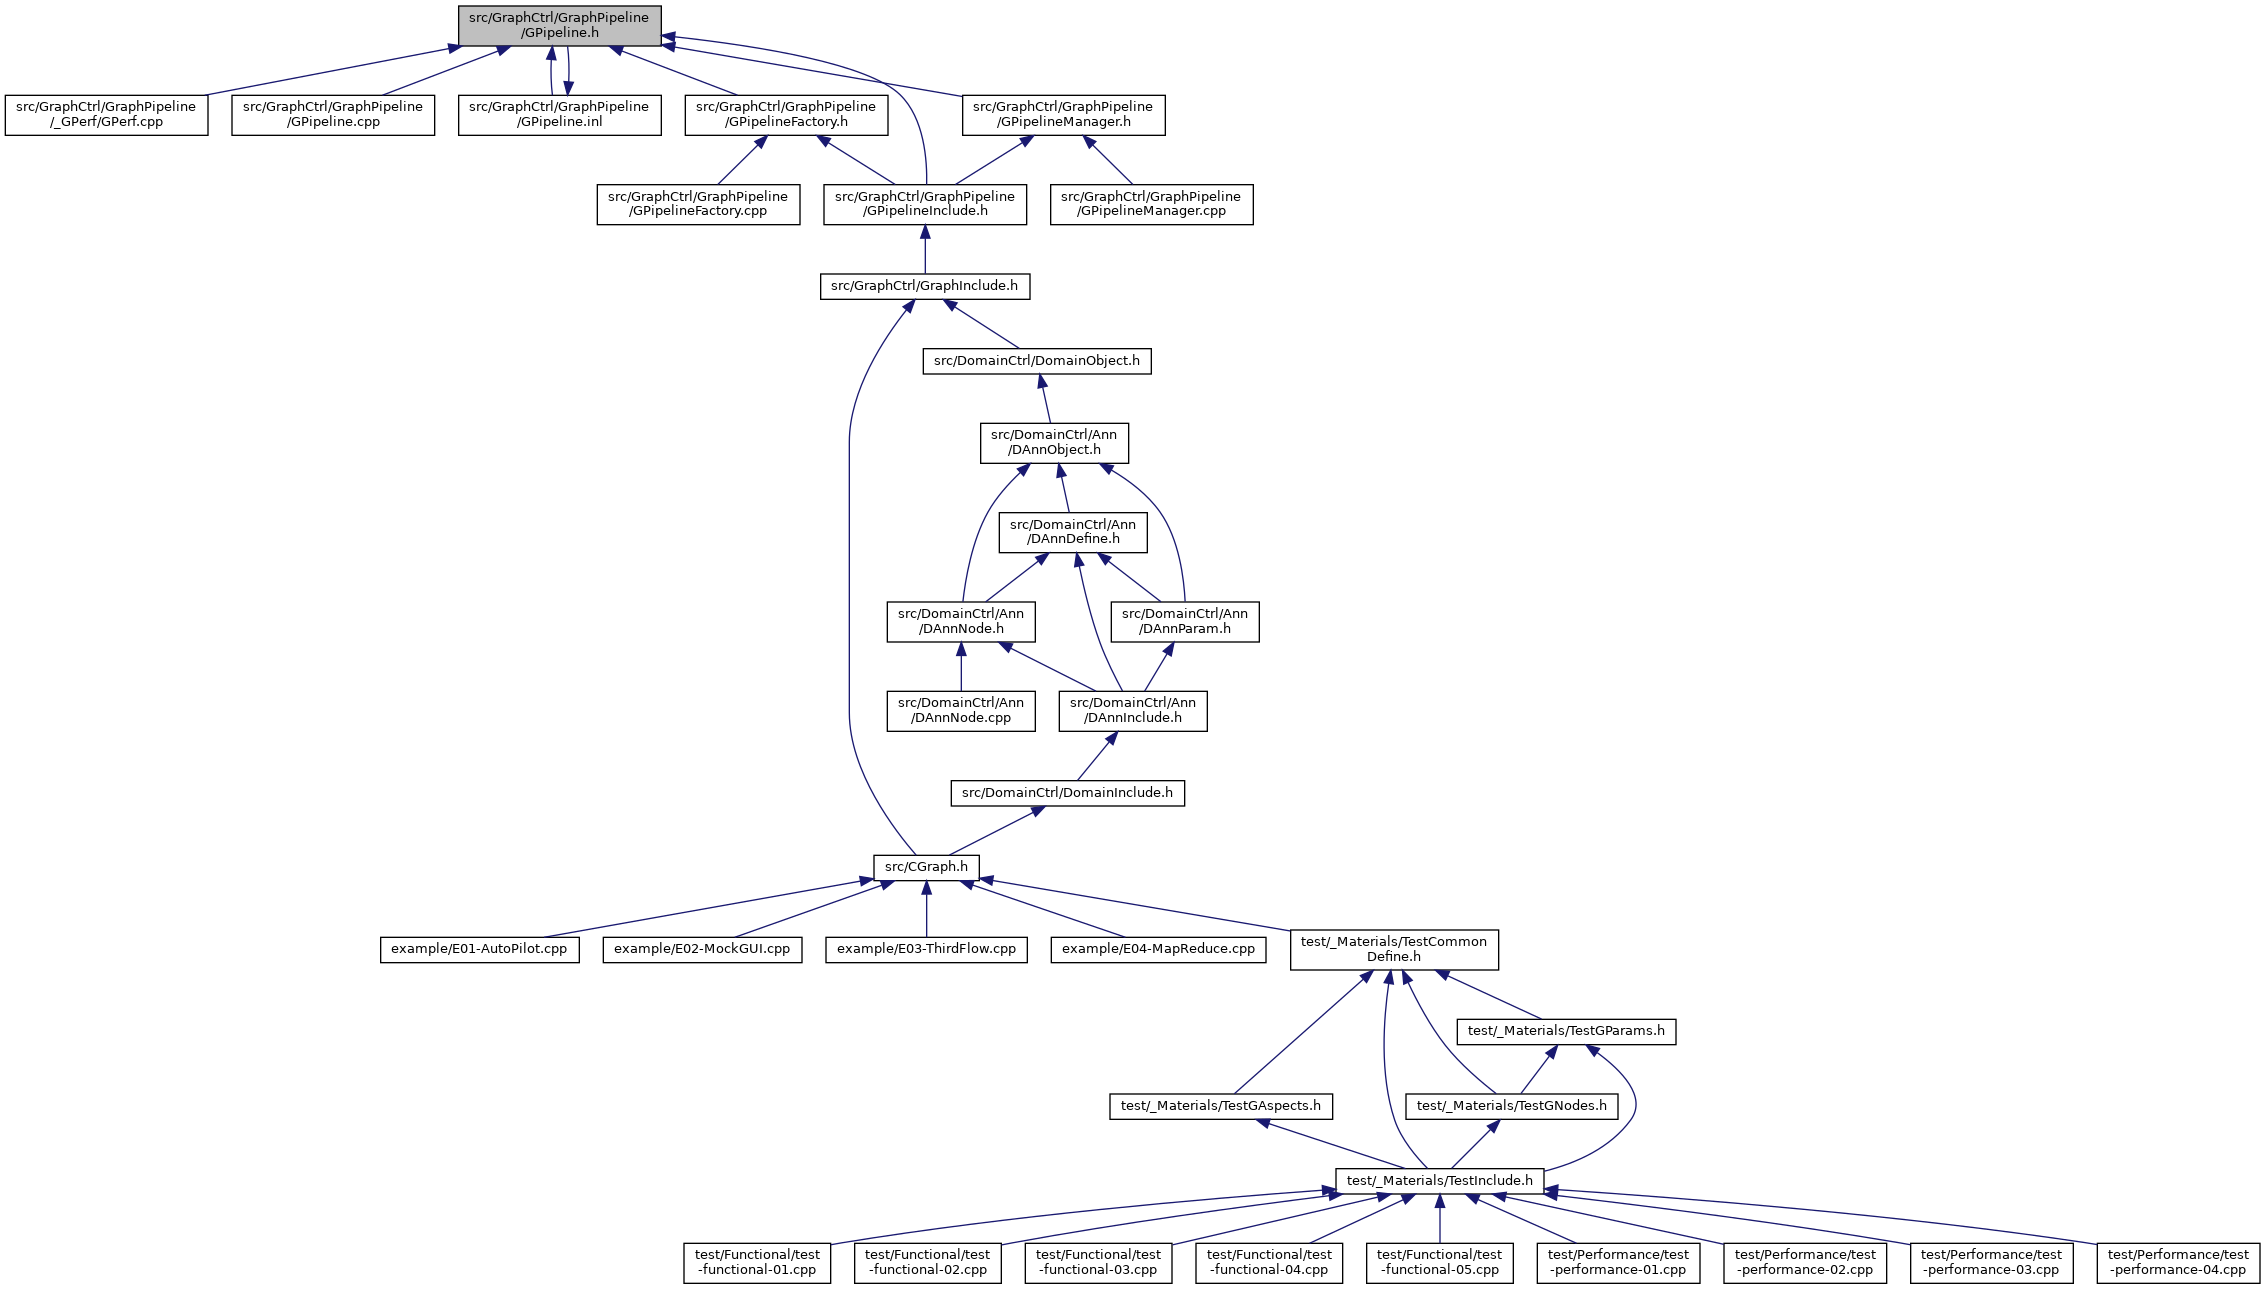 src/GraphCtrl/GraphPipeline
/GPipeline.h
src/GraphCtrl/GraphPipeline
/_GPerf/GPerf.cpp
src/GraphCtrl/GraphPipeline
/GPipeline.cpp
src/GraphCtrl/GraphPipeline
/GPipeline.inl
src/GraphCtrl/GraphPipeline
/GPipelineFactory.h
src/GraphCtrl/GraphPipeline
/GPipelineManager.h
src/GraphCtrl/GraphPipeline
/GPipelineFactory.cpp
src/GraphCtrl/GraphPipeline
/GPipelineInclude.h
src/GraphCtrl/GraphPipeline
/GPipelineManager.cpp
src/GraphCtrl/GraphInclude.h
src/DomainCtrl/DomainObject.h
src/DomainCtrl/Ann
/DAnnObject.h
src/DomainCtrl/Ann
/DAnnDefine.h
src/DomainCtrl/Ann
/DAnnNode.h
src/DomainCtrl/Ann
/DAnnParam.h
src/DomainCtrl/Ann
/DAnnNode.cpp
src/DomainCtrl/Ann
/DAnnInclude.h
src/DomainCtrl/DomainInclude.h
src/CGraph.h
example/E01-AutoPilot.cpp
example/E02-MockGUI.cpp
example/E03-ThirdFlow.cpp
example/E04-MapReduce.cpp
test/_Materials/TestCommon
Define.h
test/_Materials/TestGParams.h
test/_Materials/TestGAspects.h
test/_Materials/TestGNodes.h
test/_Materials/TestInclude.h
test/Functional/test
-functional-01.cpp
test/Functional/test
-functional-02.cpp
test/Functional/test
-functional-03.cpp
test/Functional/test
-functional-04.cpp
test/Functional/test
-functional-05.cpp
test/Performance/test
-performance-01.cpp
test/Performance/test
-performance-02.cpp
test/Performance/test
-performance-03.cpp
test/Performance/test
-performance-04.cpp